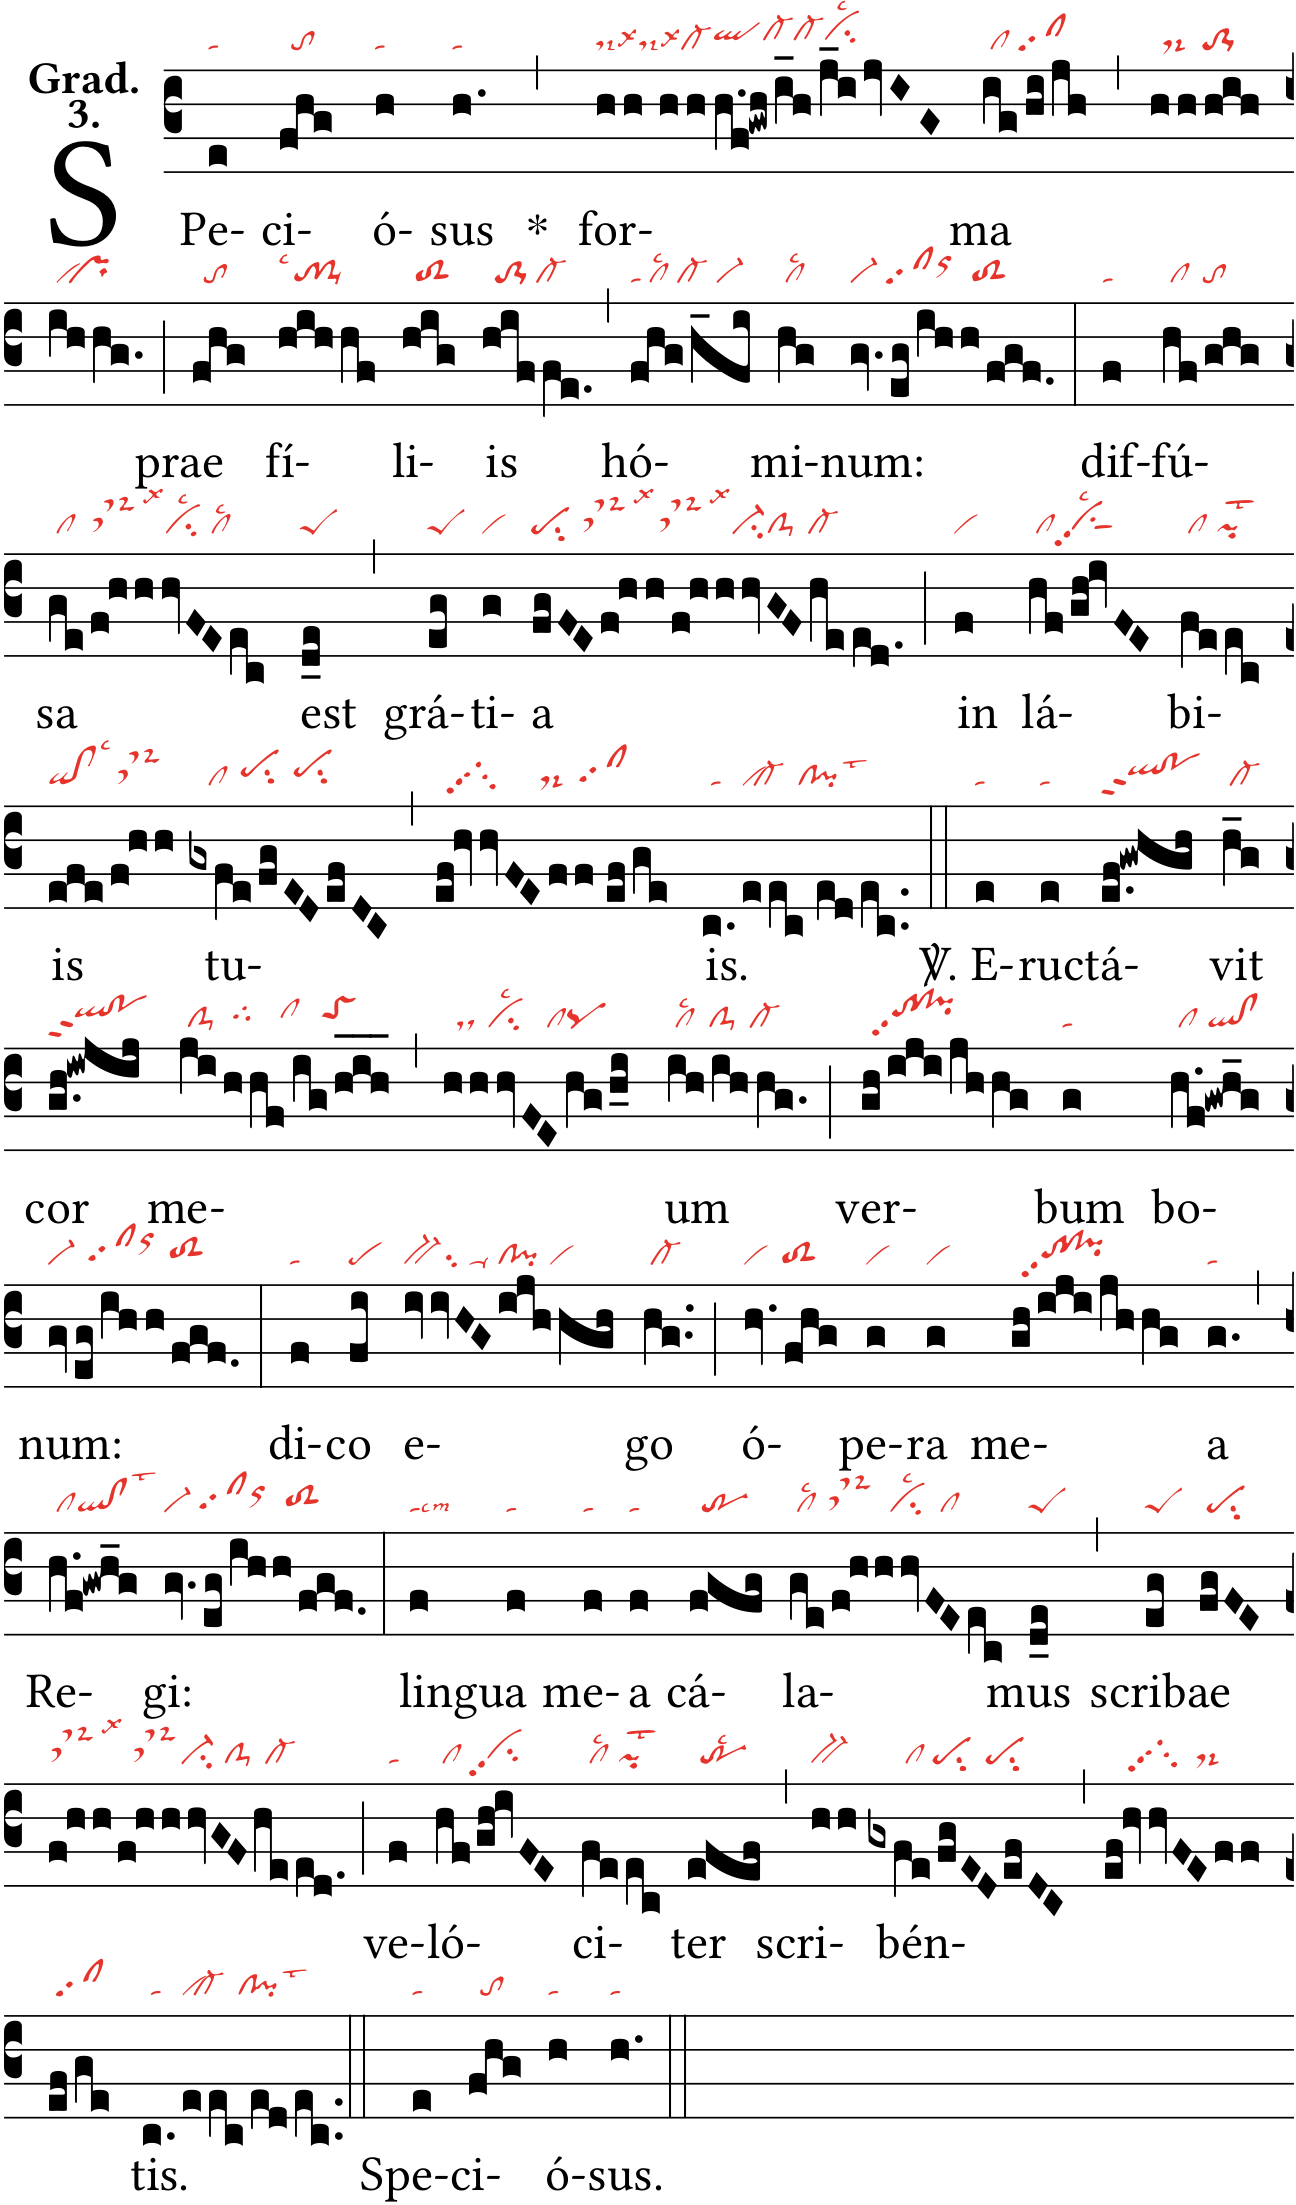 Grad.
3.
SPe-ci-ó-sus * for-ma
prae fí-li-is hó-mi-num: dif-fú-
sa est grá-ti-a in lá-bi-
is tu-is. ℣. E-ructá-vit
cor me-um ver-bum bo-
num: di-co e-go ó-pe-ra me-a
Re-gi: lingua me-a cá-la-mus scribae
ve-ló-ci-ter scri-bén-
tis. Spe-ci-ó-sus.